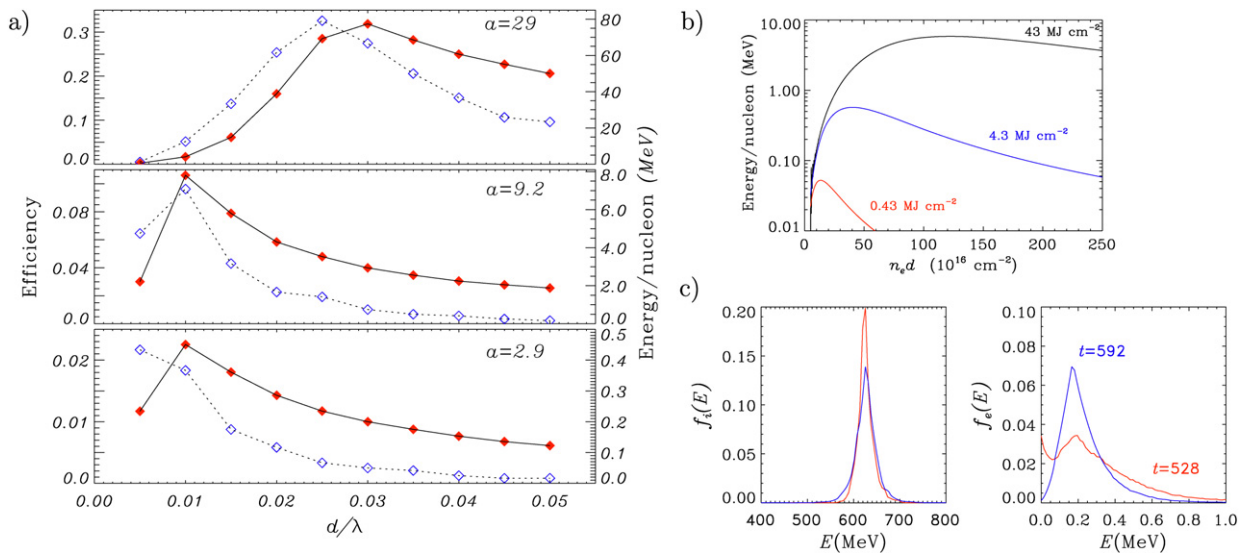 a)
a=29
0.3
0.2
0.1
0.0
80
60
40
20
0
a=9.2
0.08
0.04
0.0
8.0
6.0
4.0
2.0
0.0
a=2.9
0.02
0.01
0.0
0.5
0.4
0.3
0.2
0.1
0.0
Efficiency
Energy/nucleon (MeV)
0.00 0.01 0.02 0.03 0.04 0.05
d/λ
b)
Energy/nucleon (MeV)
10.00
1.00
0.10
0.01
43 MJ cm⁻²
4.3 MJ cm⁻²
0.43 MJ cm⁻²
0 50 100 150 200 250
nₑd (10¹⁶ cm⁻²)
c)
fᵢ(E)
0.20
0.15
0.10
0.05
0.00
400 500 600 700 800
E(MeV)
fₑ(E)
0.10
0.08
0.06
0.04
0.02
0.00
t=592
t=528
0.0 0.2 0.4 0.6 0.8 1.0
E(MeV)